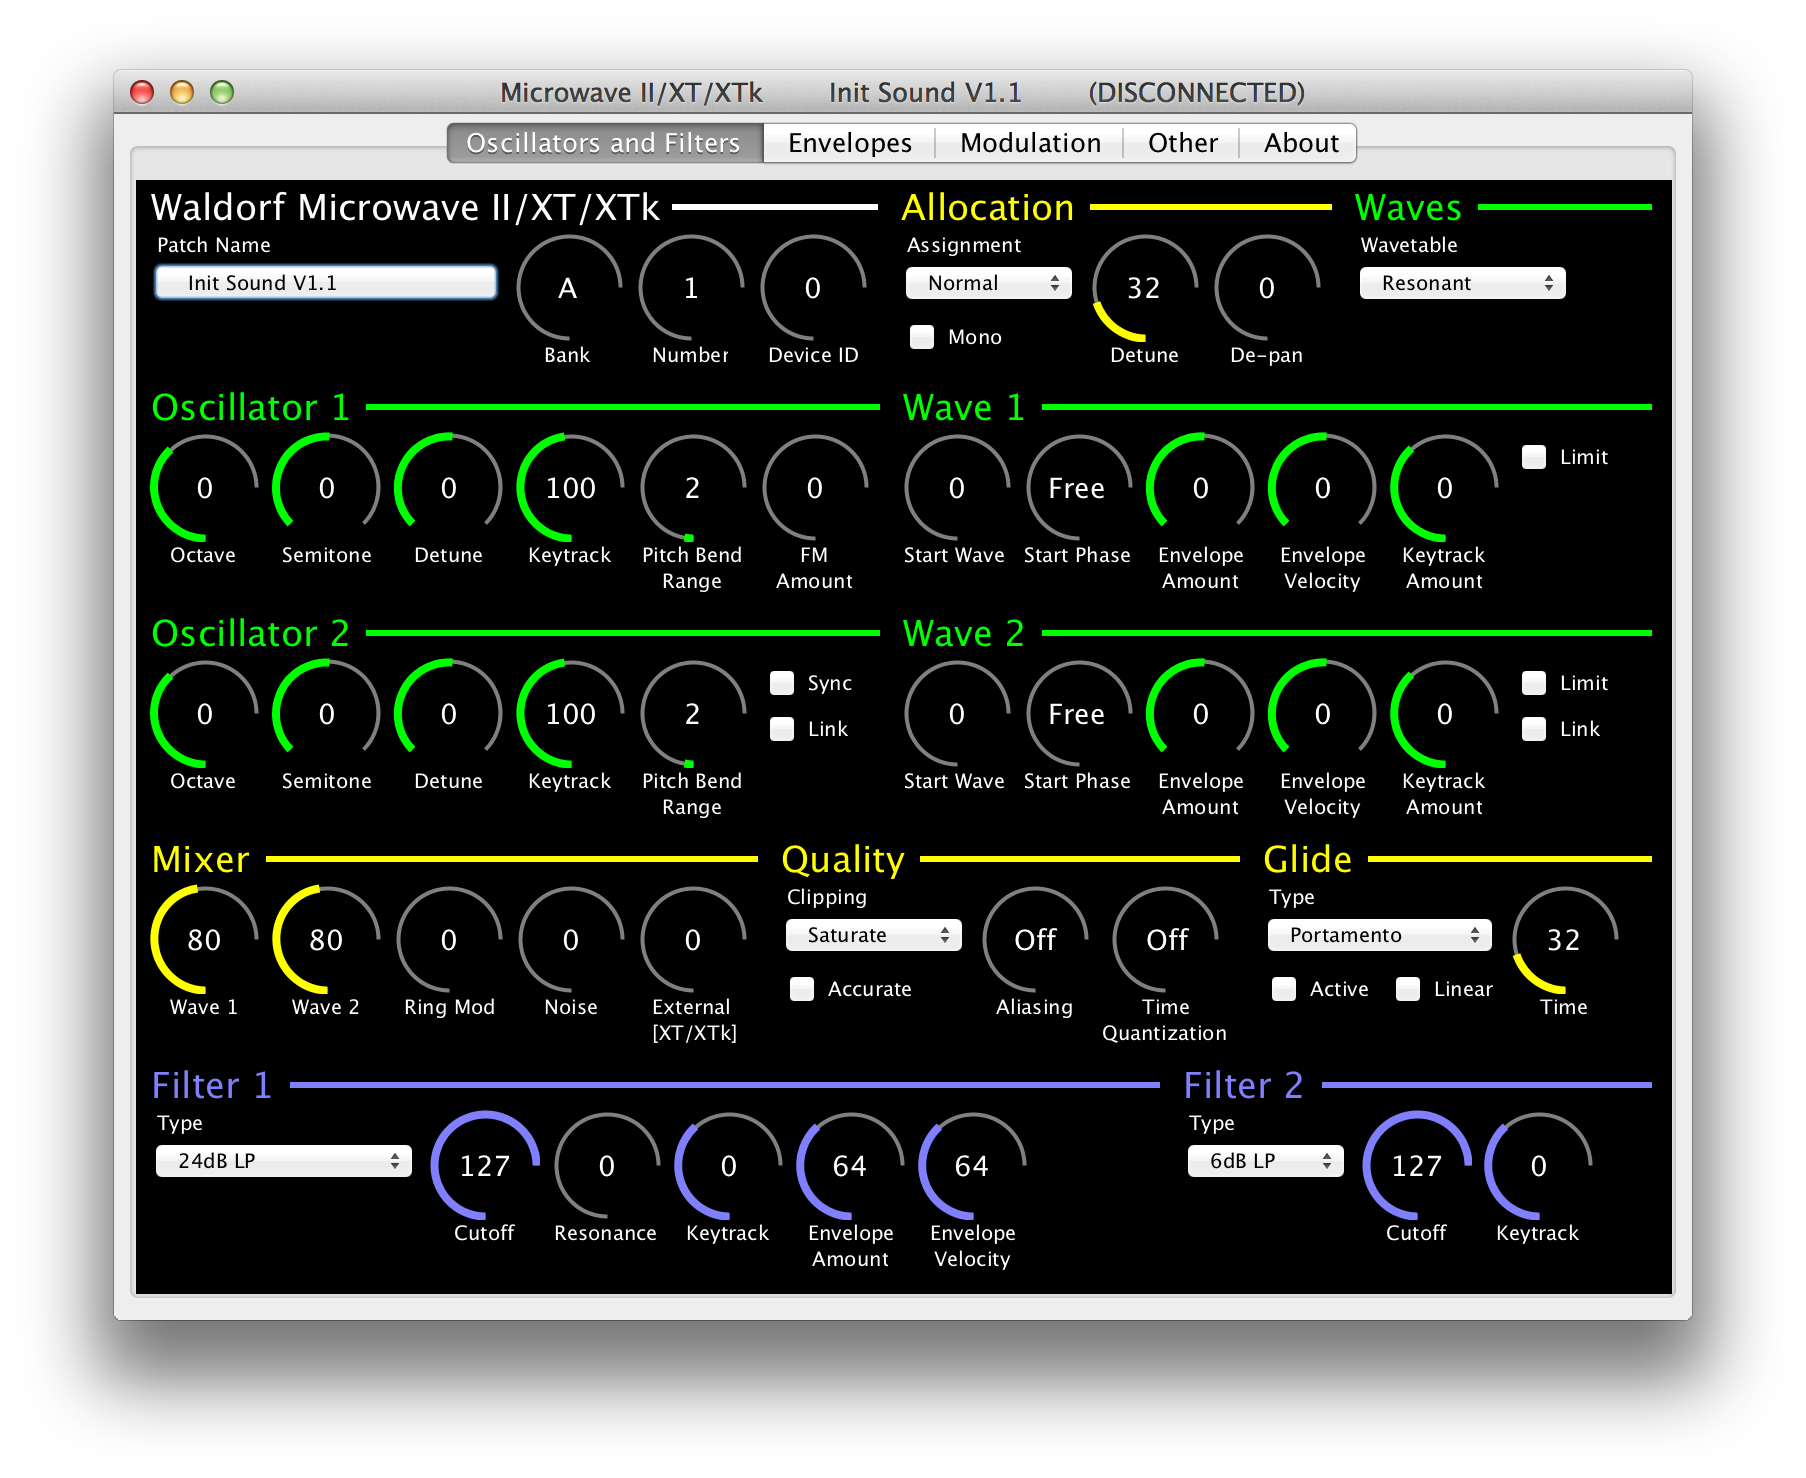 Microwave II/XT/XTk Init Sound V1.1 (DISCONNECTED)
Oscillators and Filters Envelopes Modulation Other About
Waldorf Microwave II/XT/XTk Allocation Waves
Patch Name Assignment Wavetable
Init Sound V1.1 A 1 0 Normal 32 0 Resonant
Mono
Bank Number Device ID Detune De-pan
Oscillator 1 Wave 1
Limit
0 0 0 100 2 0 0 Free 0 0 0
Octave Semitone Detune Keytrack Pitch Bend FM Start Wave Start Phase Envelope Envelope Keytrack
Range Amount Amount Velocity Amount
Oscillator 2 Wave 2
Sync Limit
0 0 0 100 2 0 Free 0 0 0
Link Link
Octave Semitone Detune Keytrack Pitch Bend Start Wave Start Phase Envelope Envelope Keytrack
Range Amount Velocity Amount
Mixer Quality Glide
Clipping Type
80 80 0 0 0 Saturate Off Off Portamento 32
Accurate Active Linear
Wave 1 Wave 2 Ring Mod Noise External Aliasing Time Time
[XT/XTk] Quantization
Filter 1 Filter 2
Type Type
24dB LP 127 0 0 64 64 6dB LP 127 0
Cutoff Resonance Keytrack Envelope Envelope Cutoff Keytrack
Amount Velocity